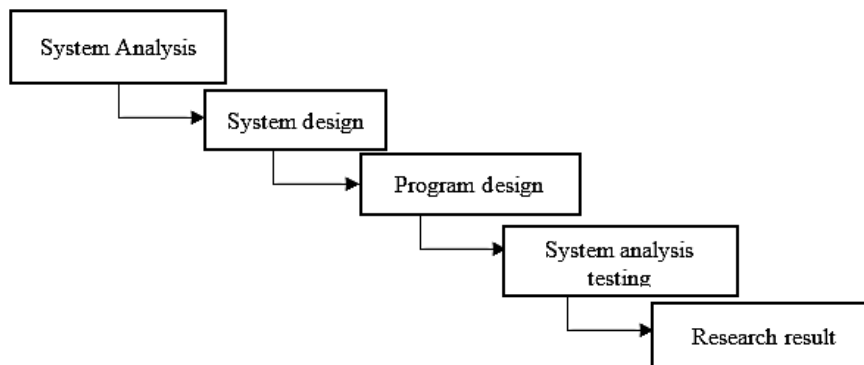 System Analysis
System design
Program design
System analysis
testing
Research result